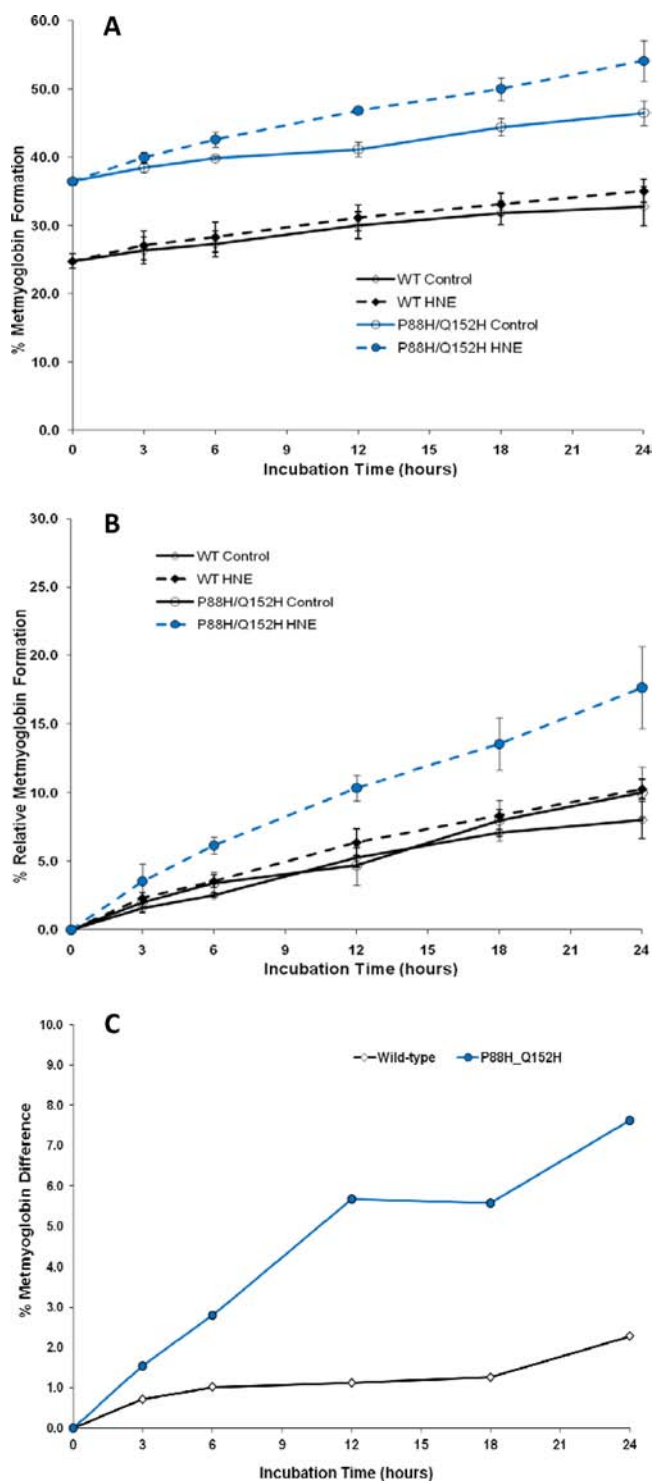 A
60.0
50.0
40.0
30.0
20.0
10.0
0.0
% Metmyoglobin Formation
WT Control
WT HNE
P88H/Q152H Control
P88H/Q152H HNE
0 3 6 9 12 15 18 21 24
Incubation Time (hours)
B
30.0
25.0
20.0
15.0
10.0
5.0
0.0
% Relative Metmyoglobin Formation
WT Control
WT HNE
P88H/Q152H Control
P88H/Q152H HNE
0 3 6 9 12 15 18 21 24
Incubation Time (hours)
C
10.0
9.0
8.0
7.0
6.0
5.0
4.0
3.0
2.0
1.0
0.0
% Metmyoglobin Difference
Wild-type P88H_Q152H
0 3 6 9 12 15 18 21 24
Incubation Time (hours)